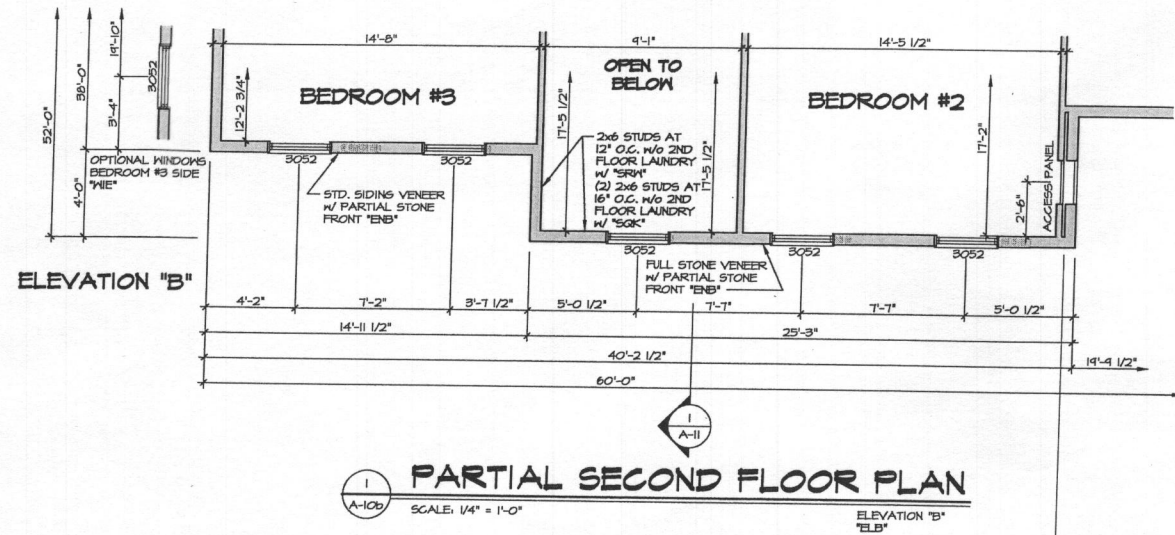 14'-8"
9'-1"
14'-5 1/2"
52'-0"
38'-0"
19'-10"
3052
3'-4"
12'-2 3/4"
BEDROOM #3
OPEN TO
BELOW
BEDROOM #2
17'-5 1/2"
17'-5 1/2"
17'-2"
2x6 STUDS AT
12" O.C. w/o 2ND
FLOOR LAUNDRY
w/ "SRW"
(2) 2x6 STUDS AT
16" O.C. w/o 2ND
FLOOR LAUNDRY
w/ "SGK"
3052
3052
OPTIONAL WINDOWS
BEDROOM #3 SIDE
"WIE"
4'-0"
STD. SIDING VENEER
w/ PARTIAL STONE
FRONT "ENB"
ACCESS PANEL
2'-6"
3052
3052
3052
FULL STONE VENEER
w/ PARTIAL STONE
FRONT "ENB"
ELEVATION "B"
4'-2"
7'-2"
3'-7 1/2"
5'-0 1/2"
7'-7"
7'-7"
5'-0 1/2"
14'-11 1/2"
25'-3"
40'-2 1/2"
19'-9 1/2"
60'-0"
1
A-11
1
A-10b
PARTIAL SECOND FLOOR PLAN
SCALE: 1/4" = 1'-0"
ELEVATION "B"
"ELB"